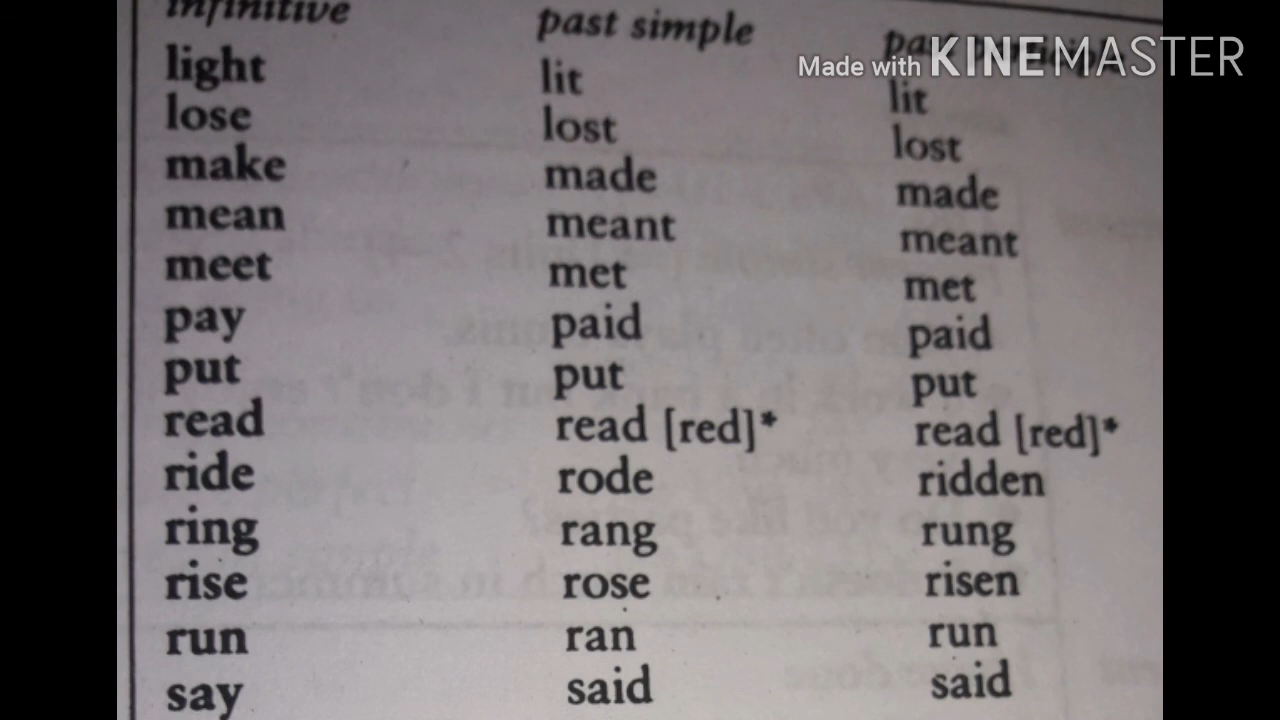 infinitive past simple
Made with KINEMASTER
light lit lit
lose lost lost
make made made
mean meant meant
meet met met
pay paid paid
put put put
read read [red]* read [red]*
ride rode ridden
ring rang rung
rise rose risen
run ran run
say said said